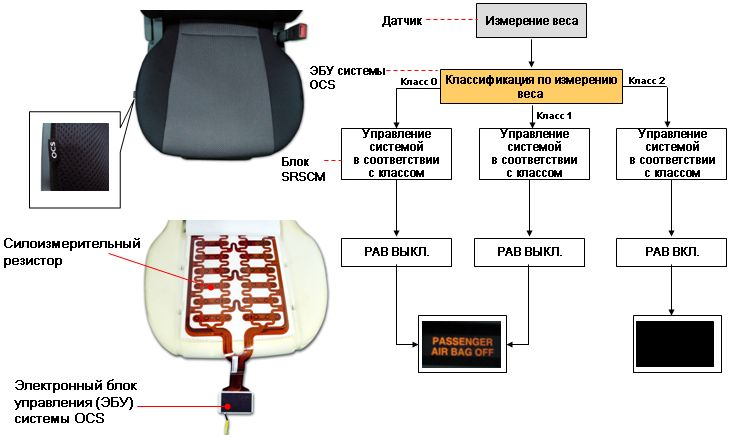 Датчик
Измерение веса
ЭБУ системы
OCS
Класс 0
Классификация по измерению
веса
Класс 2
Класс 1
Блок
SRSCM
Управление
системой
в соответствии
с классом
Управление
системой
в соответствии
с классом
Управление
системой
в соответствии
с классом
OCS
Силоизмерительный
резистор
PAB ВЫКЛ.
PAB ВЫКЛ.
PAB ВКЛ.
PASSENGER
AIR BAG OFF
Электронный блок
управления (ЭБУ)
системы OCS